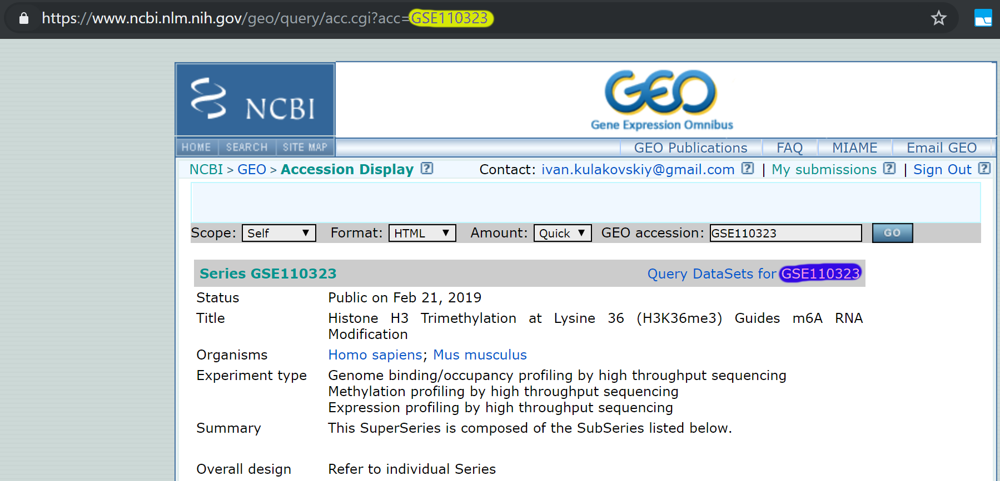 https://www.ncbi.nlm.nih.gov/geo/query/acc.cgi?acc=GSE110323
NCBI
GEO
Gene Expression Omnibus
HOME SEARCH SITE MAP GEO Publications FAQ MIAME Email GEO
NCBI > GEO > Accession Display ? Contact: ivan.kulakovskiy@gmail.com ? | My submissions ? | Sign Out ?
Scope: Self Format: HTML Amount: Quick GEO accession: GSE110323 GO
Series GSE110323 Query DataSets for GSE110323
Status Public on Feb 21, 2019
Title Histone H3 Trimethylation at Lysine 36 (H3K36me3) Guides m6A RNA
Modification
Organisms Homo sapiens; Mus musculus
Experiment type Genome binding/occupancy profiling by high throughput sequencing
Methylation profiling by high throughput sequencing
Expression profiling by high throughput sequencing
Summary This SuperSeries is composed of the SubSeries listed below.
Overall design Refer to individual Series